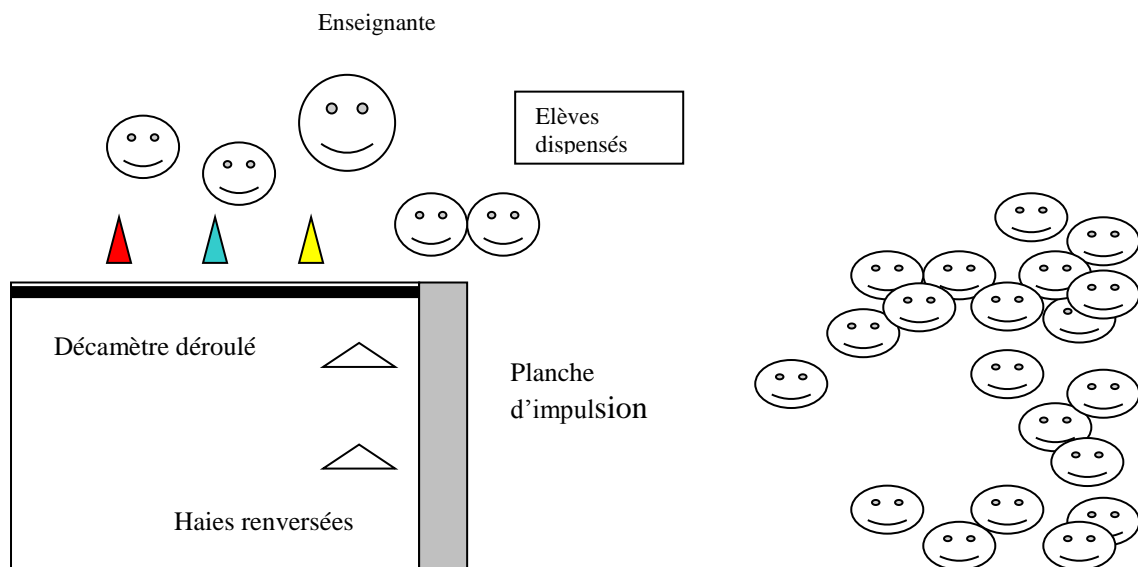 Enseignante
Elèves
dispensés
Décamètre déroulé
Planche
d’impulsion
Haies renversées